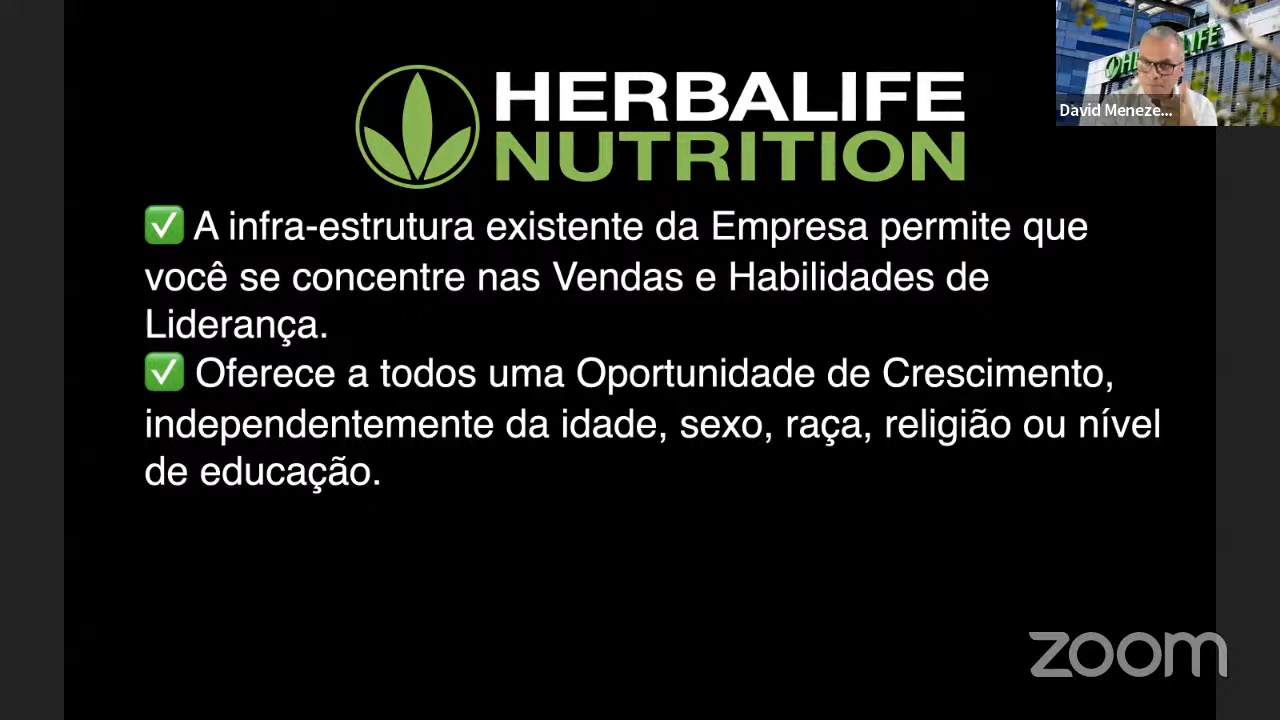 HERBALIFE
NUTRITION
HERBALIFE
David Meneze...
✅ A infra-estrutura existente da Empresa permite que
você se concentre nas Vendas e Habilidades de
Liderança.
✅ Oferece a todos uma Oportunidade de Crescimento,
independentemente da idade, sexo, raça, religião ou nível
de educação.
zoom